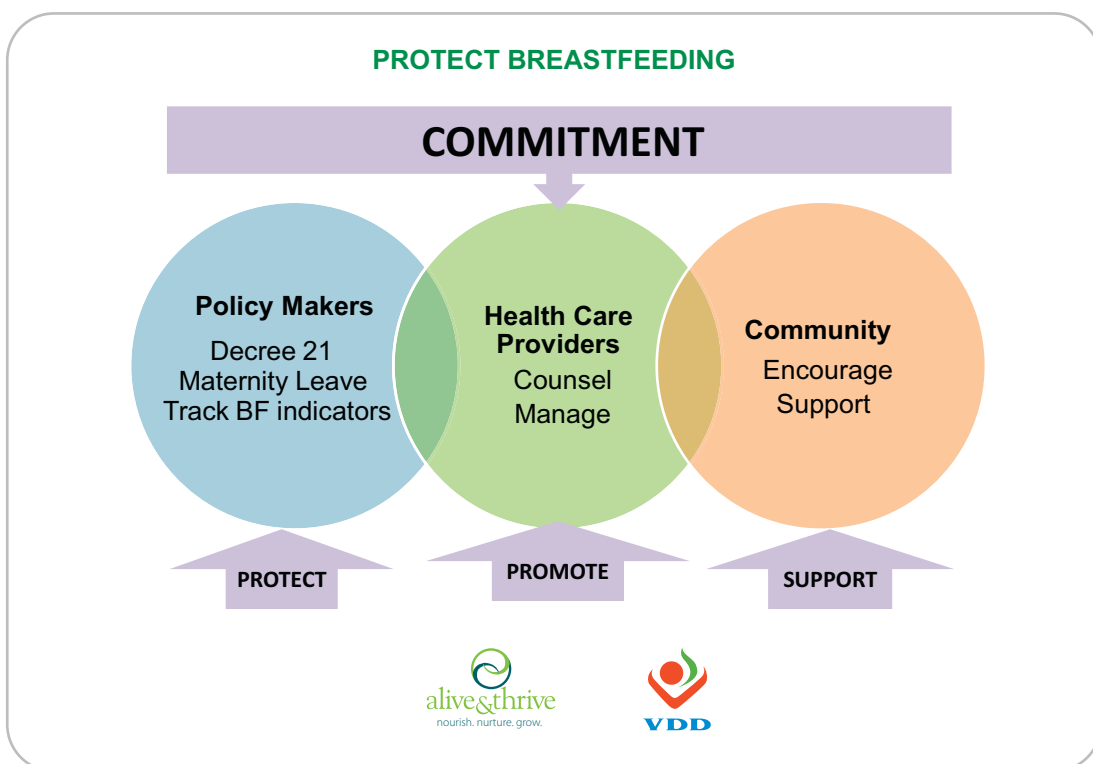 PROTECT BREASTFEEDING
COMMITMENT
Policy Makers
Decree 21
Maternity Leave
Track BF indicators
Health Care
Providers
Counsel
Manage
Community
Encourage
Support
PROTECT
PROMOTE
SUPPORT
alive&thrive
nourish. nurture. grow.
VDD